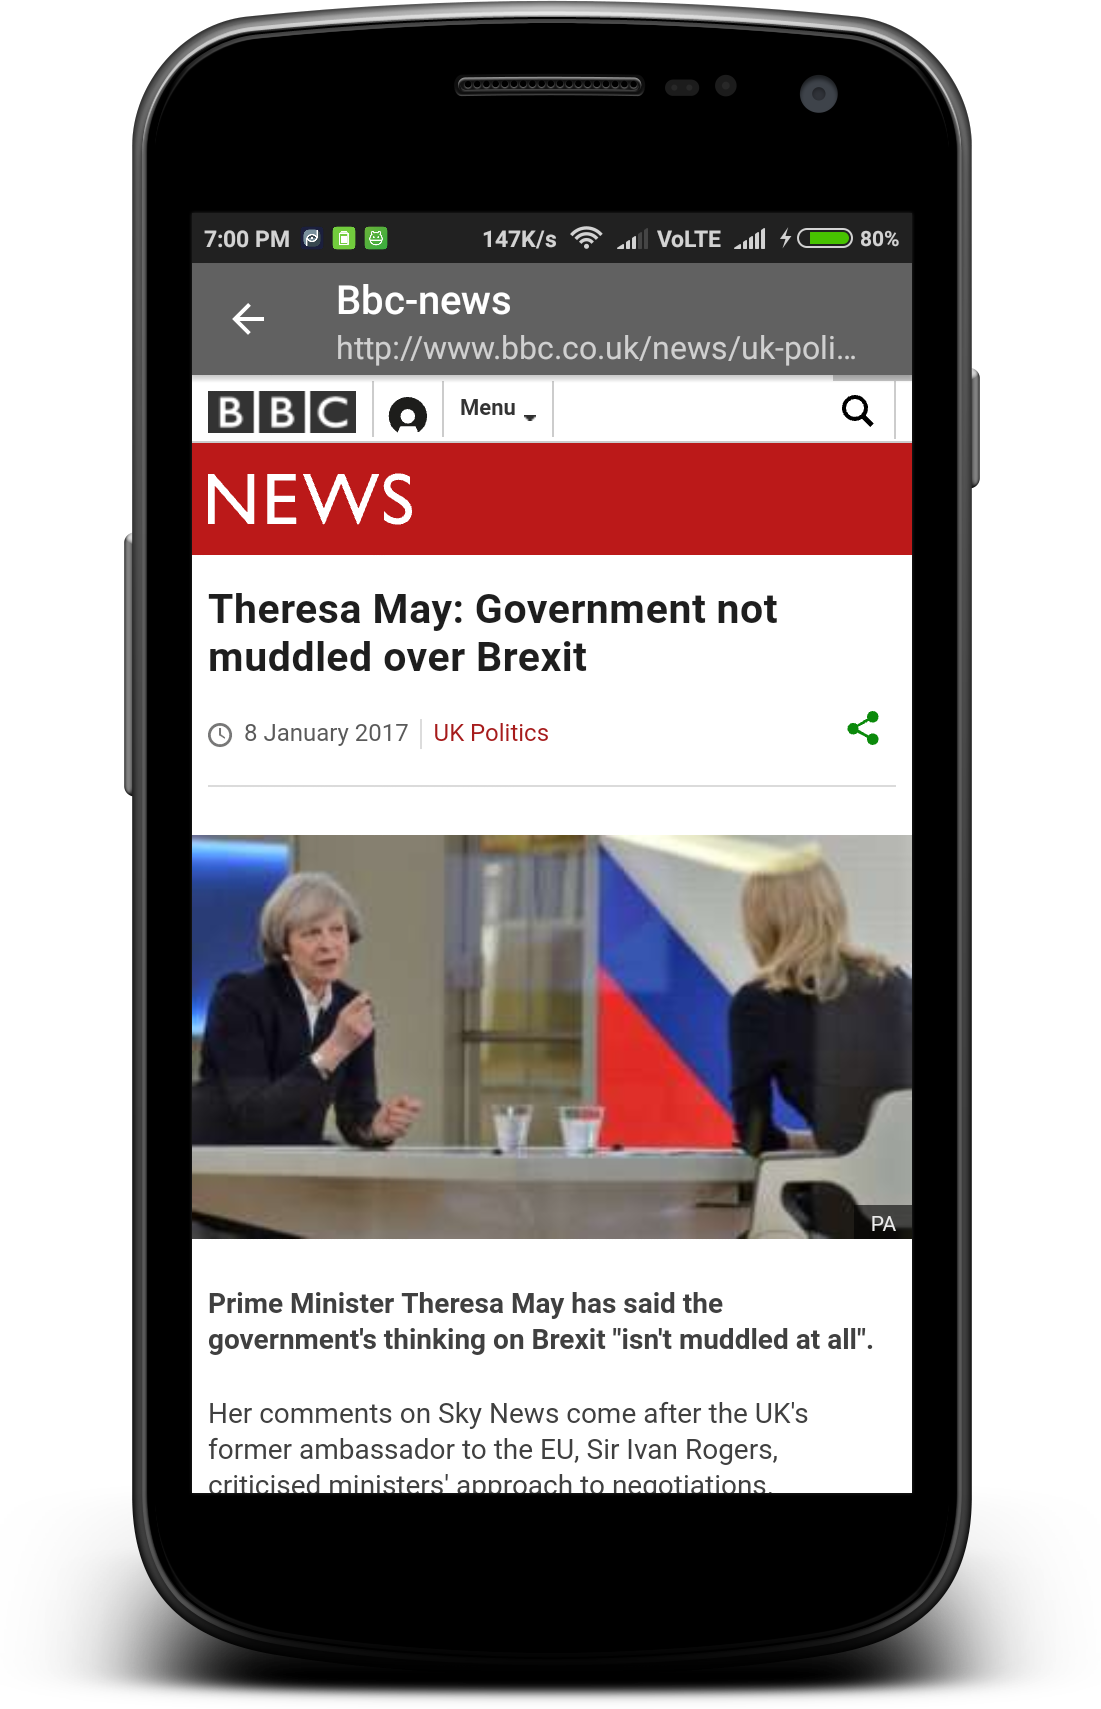 7:00 PM 147K/s VoLTE 80%
Bbc-news
http://www.bbc.co.uk/news/uk-poli...
BBC Menu
NEWS
Theresa May: Government not
muddled over Brexit
8 January 2017 UK Politics
PA
Prime Minister Theresa May has said the
government's thinking on Brexit "isn't muddled at all".
Her comments on Sky News come after the UK's
former ambassador to the EU, Sir Ivan Rogers,
criticised ministers' approach to negotiations.